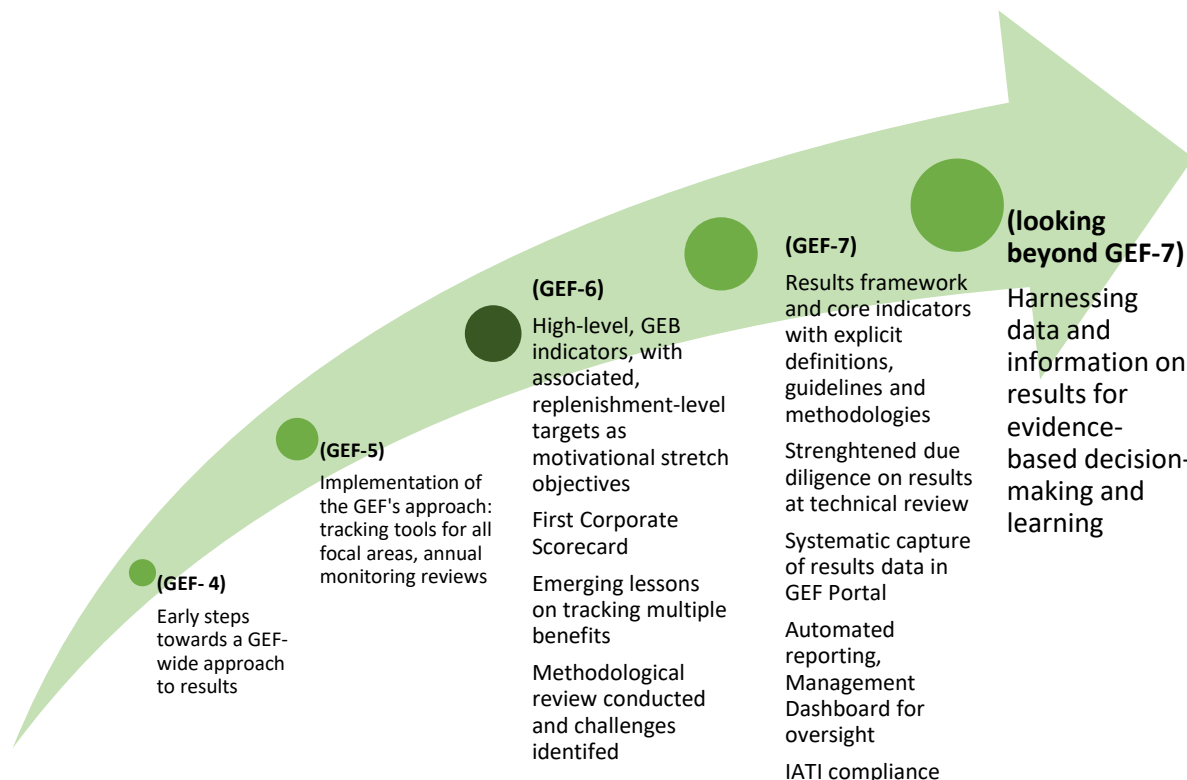 (GEF- 4)
Early steps
towards a GEF-
wide approach
to results
(GEF-5)
Implementation of
the GEF's approach:
tracking tools for all
focal areas, annual
monitoring reviews
(GEF-6)
High-level, GEB
indicators, with
associated,
replenishment-level
targets as
motivational stretch
objectives
First Corporate
Scorecard
Emerging lessons
on tracking multiple
benefits
Methodological
review conducted
and challenges
identifed
(GEF-7)
Results framework
and core indicators
with explicit
definitions,
guidelines and
methodologies
Strenghtened due
diligence on results
at technical review
Systematic capture
of results data in
GEF Portal
Automated
reporting,
Management
Dashboard for
oversight
IATI compliance
(looking
beyond GEF-7)
Harnessing
data and
information on
results for
evidence-
based decision-
making and
learning